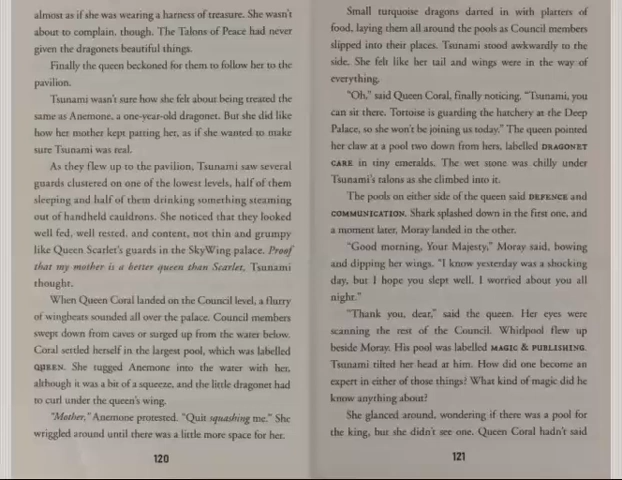 almost as if she was wearing a harness of treasure. She wasn't
about to complain, though. The Talons of Peace had never
given the dragonets beautiful things.
Finally the queen beckoned for them to follow her to the
pavilion.
Tsunami wasn't sure how she felt about being treated the
same as Anemone, a one-year-old dragonet. But she did like
how her mother kept patting her, as if she wanted to make
sure Tsunami was real.
As they flew up to the pavilion, Tsunami saw several
guards clustered on one of the lowest levels, half of them
sleeping and half of them drinking something steaming
out of handheld cauldrons. She noticed that they looked
well fed, well rested, and content, not thin and grumpy
like Queen Scarlet's guards in the SkyWing palace. Proof
that my mother is a better queen than Scarlet, Tsunami
thought.
When Queen Coral landed on the Council level, a flurry
of wingbeats sounded all over the palace. Council members
swept down from caves or surged up from the water below.
Coral settled herself in the largest pool, which was labelled
QUEEN. She tugged Anemone into the water with her,
although it was a bit of a squeeze, and the little dragonet had
to curl under the queen's wing.
"Mother," Anemone protested. "Quit squashing me." She
wriggled around until there was a little more space for her.
120
Small turquoise dragons darted in with platters of
food, laying them all around the pools as Council members
slipped into their places. Tsunami stood awkwardly to the
side. She felt like her tail and wings were in the way of
everything.
"Oh," said Queen Coral, finally noticing. "Tsunami, you
can sit there. Tortoise is guarding the hatchery at the Deep
Palace, so she won't be joining us today." The queen pointed
her claw at a pool two down from hers, labelled DRAGONET
CARE in tiny emeralds. The wet stone was chilly under
Tsunami's talons as she climbed into it.
The pools on either side of the queen said DEFENCE and
COMMUNICATION. Shark splashed down in the first one, and
a moment later, Moray landed in the other.
"Good morning, Your Majesty," Moray said, bowing
and dipping her wings. "I know yesterday was a shocking
day, but I hope you slept well. I worried about you all
night."
"Thank you, dear," said the queen. Her eyes were
scanning the rest of the Council. Whirlpool flew up
beside Moray. His pool was labelled MAGIC & PUBLISHING.
Tsunami tilted her head at him. How did one become an
expert in either of those things? What kind of magic did he
know anything about?
She glanced around, wondering if there was a pool for
the king, but she didn't see one. Queen Coral hadn't said
121